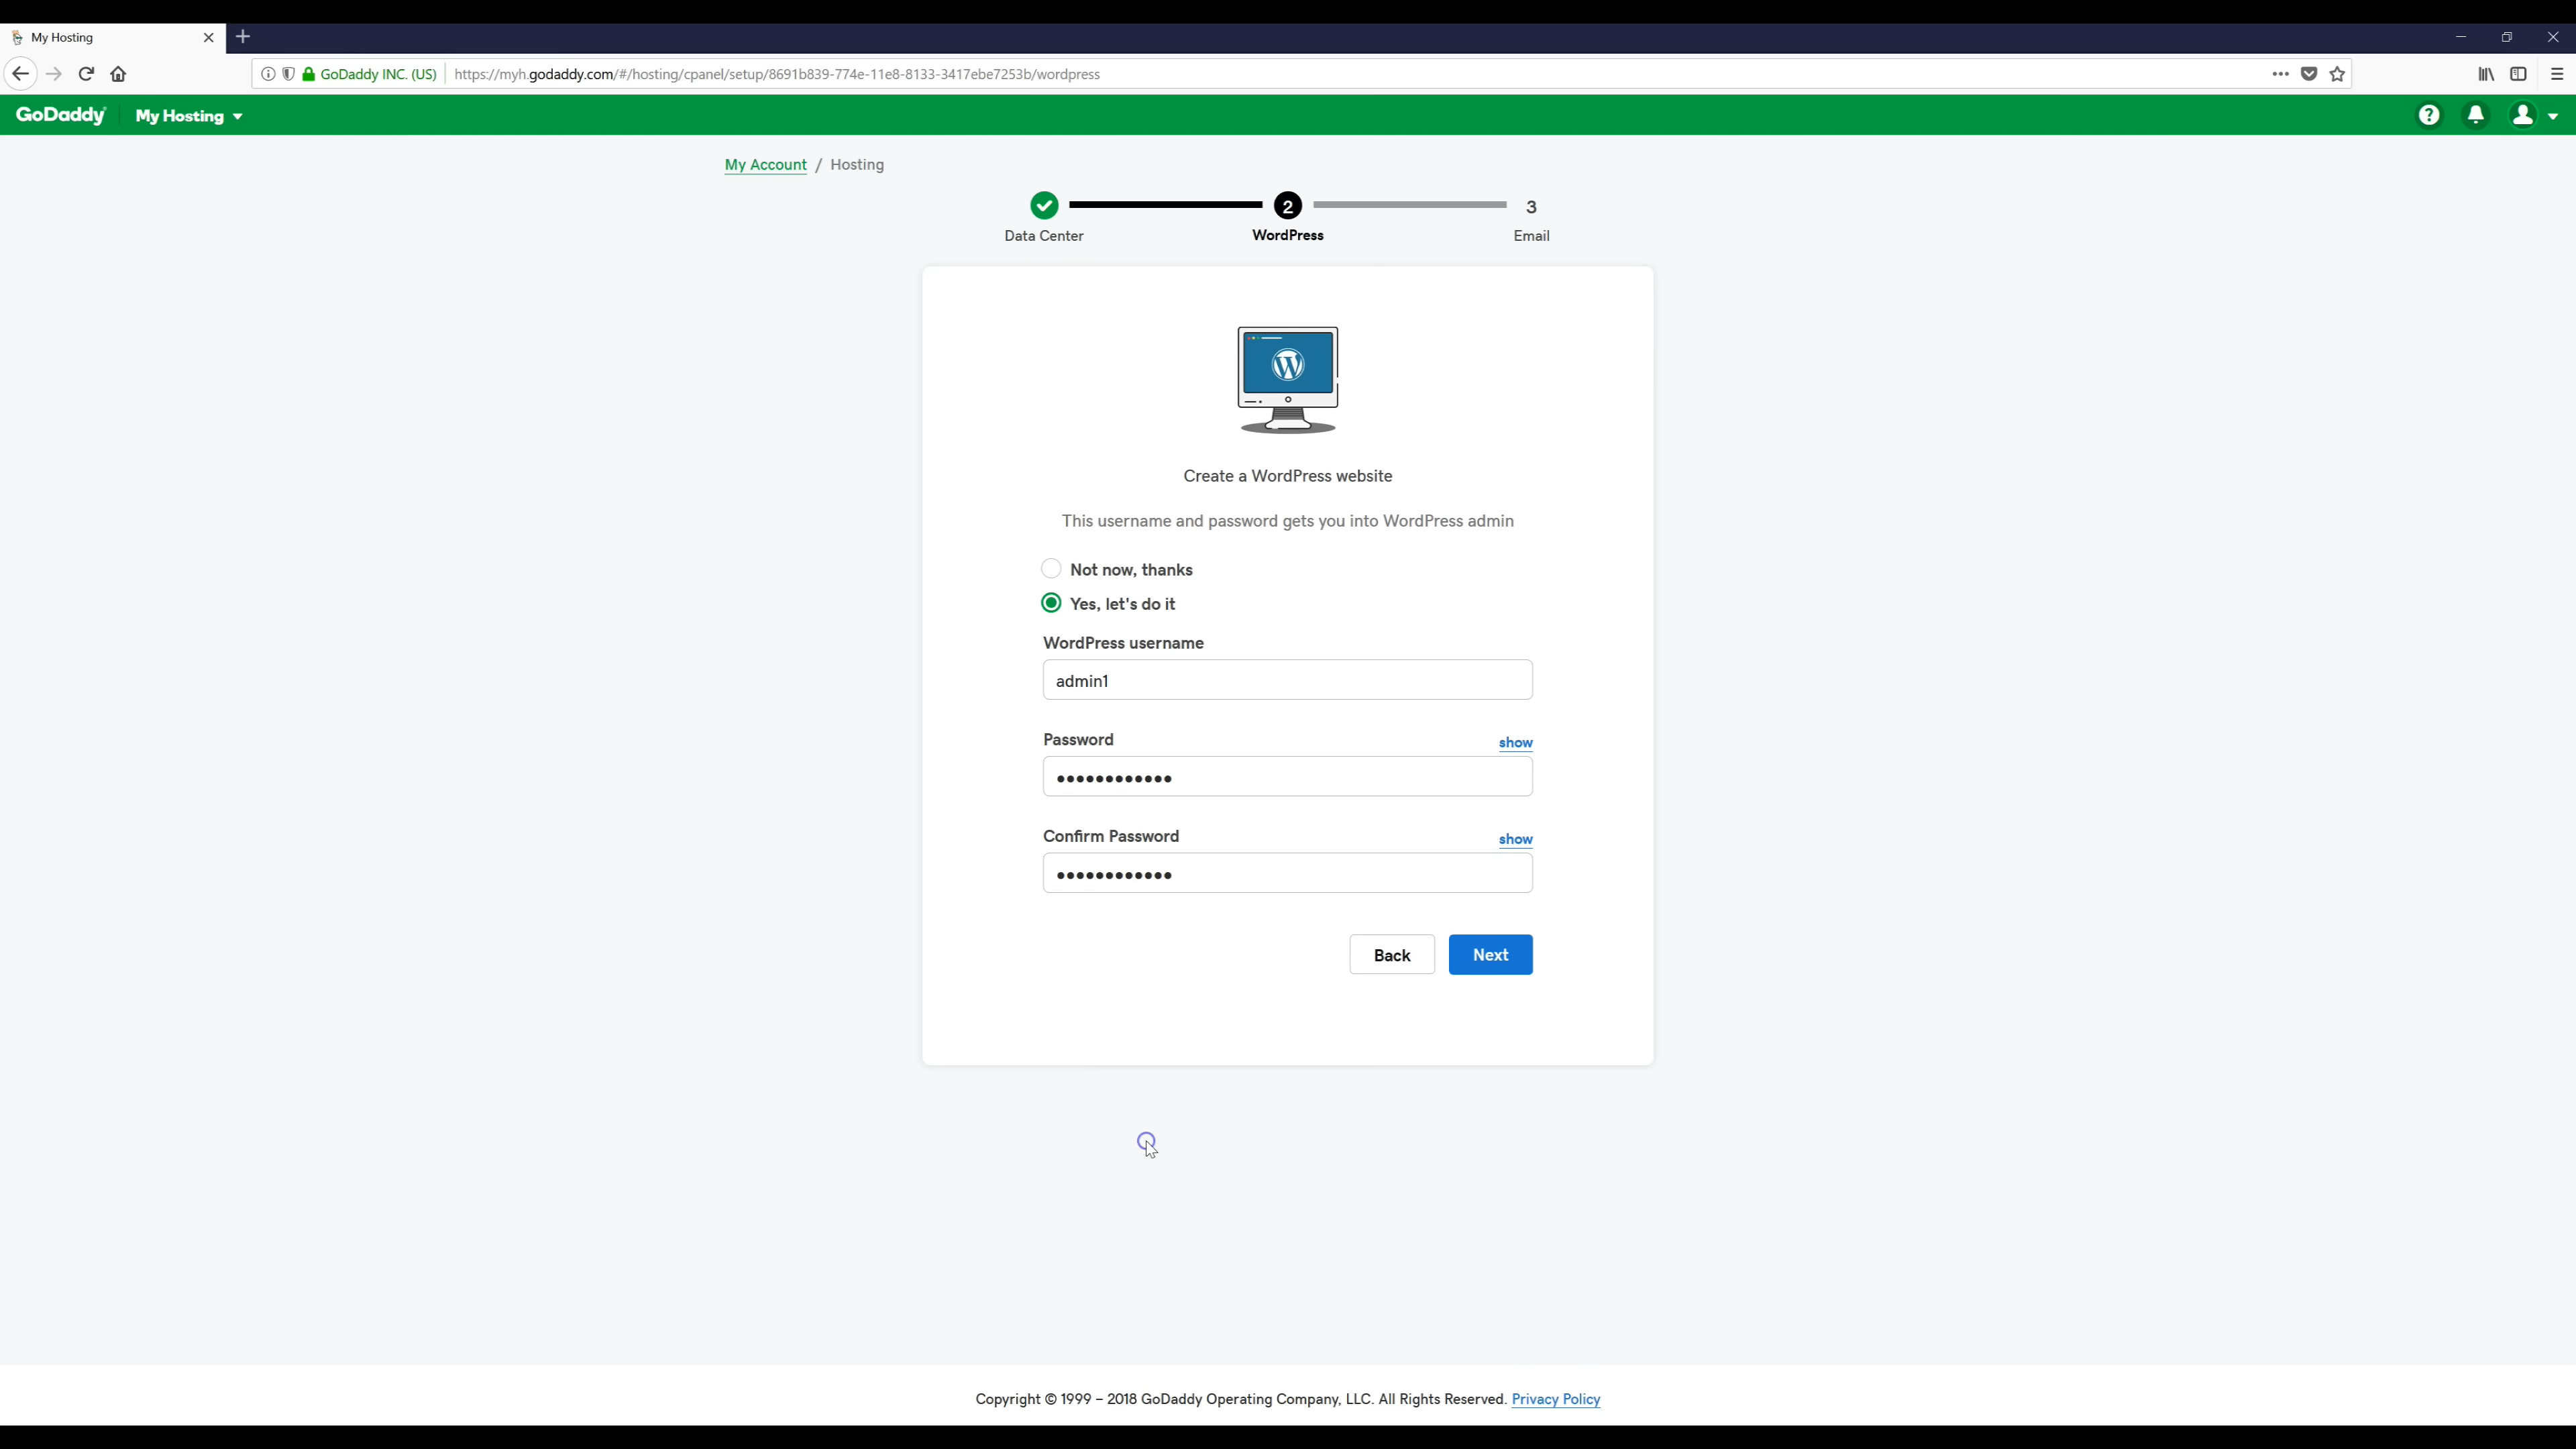 My Hosting
GoDaddy INC. (US) https://myh.godaddy.com/#/hosting/cpanel/setup/8691b839-774e-11e8-8133-3417ebe7253b/wordpress
GoDaddy My Hosting ?
My Account / Hosting
2 3
Data Center WordPress Email
W
Create a WordPress website
This username and password gets you into WordPress admin
Not now, thanks
Yes, let's do it
WordPress username
admin1
Password show
••••••••••••
Confirm Password show
••••••••••••
Back Next
Copyright © 1999 – 2018 GoDaddy Operating Company, LLC. All Rights Reserved. Privacy Policy